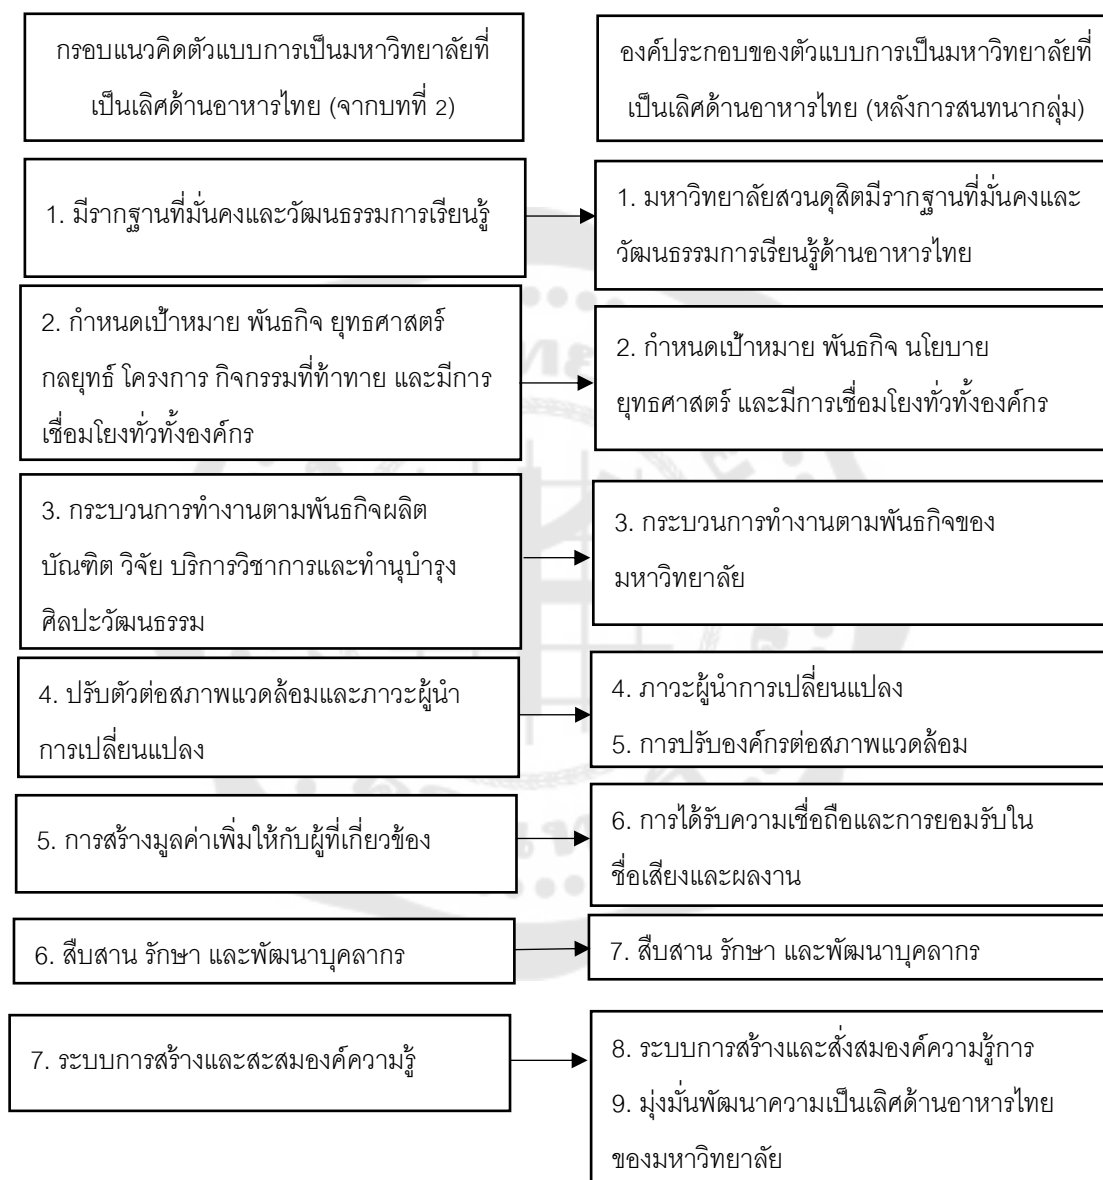 กรอบแนวคิดตัวแบบการเป็นมหาวิทยาลัยที่
เป็นเลิศด้านอาหารไทย (จากบทที่ 2)
องค์ประกอบของตัวแบบการเป็นมหาวิทยาลัยที่
เป็นเลิศด้านอาหารไทย (หลังการสนทนากลุ่ม)
1. มีรากฐานที่มั่นคงและวัฒนธรรมการเรียนรู้
1. มหาวิทยาลัยสวนดุสิตมีรากฐานที่มั่นคงและ
วัฒนธรรมการเรียนรู้ด้านอาหารไทย
2. กำหนดเป้าหมาย พันธกิจ ยุทธศาสตร์
กลยุทธ์ โครงการ กิจกรรมที่ท้าทาย และมีการ
เชื่อมโยงทั่วทั้งองค์กร
2. กำหนดเป้าหมาย พันธกิจ นโยบาย
ยุทธศาสตร์ และมีการเชื่อมโยงทั่วทั้งองค์กร
3. กระบวนการทำงานตามพันธกิจผลิต
บัณฑิต วิจัย บริการวิชาการและทำนุบำรุง
ศิลปะวัฒนธรรม
3. กระบวนการทำงานตามพันธกิจของ
มหาวิทยาลัย
4. ปรับตัวต่อสภาพแวดล้อมและภาวะผู้นำ
การเปลี่ยนแปลง
4. ภาวะผู้นำการเปลี่ยนแปลง
5. การปรับองค์กรต่อสภาพแวดล้อม
5. การสร้างมูลค่าเพิ่มให้กับผู้ที่เกี่ยวข้อง
6. การได้รับความเชื่อถือและการยอมรับใน
ชื่อเสียงและผลงาน
6. สืบสาน รักษา และพัฒนาบุคลากร
7. สืบสาน รักษา และพัฒนาบุคลากร
7. ระบบการสร้างและสะสมองค์ความรู้
8. ระบบการสร้างและสั่งสมองค์ความรู้การ
9. มุ่งมั่นพัฒนาความเป็นเลิศด้านอาหารไทย
ของมหาวิทยาลัย